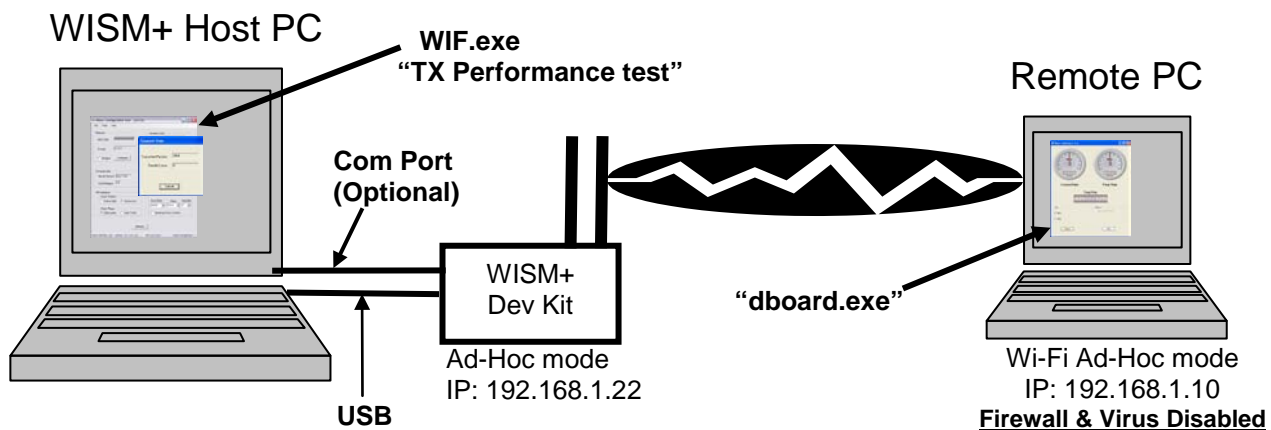 WISM+ Host PC
WIF.exe
“TX Performance test”
Remote PC
Com Port
(Optional)
WISM+
Dev Kit
“dboard.exe”
Ad-Hoc mode
IP: 192.168.1.22
USB
Wi-Fi Ad-Hoc mode
IP: 192.168.1.10
Firewall & Virus Disabled